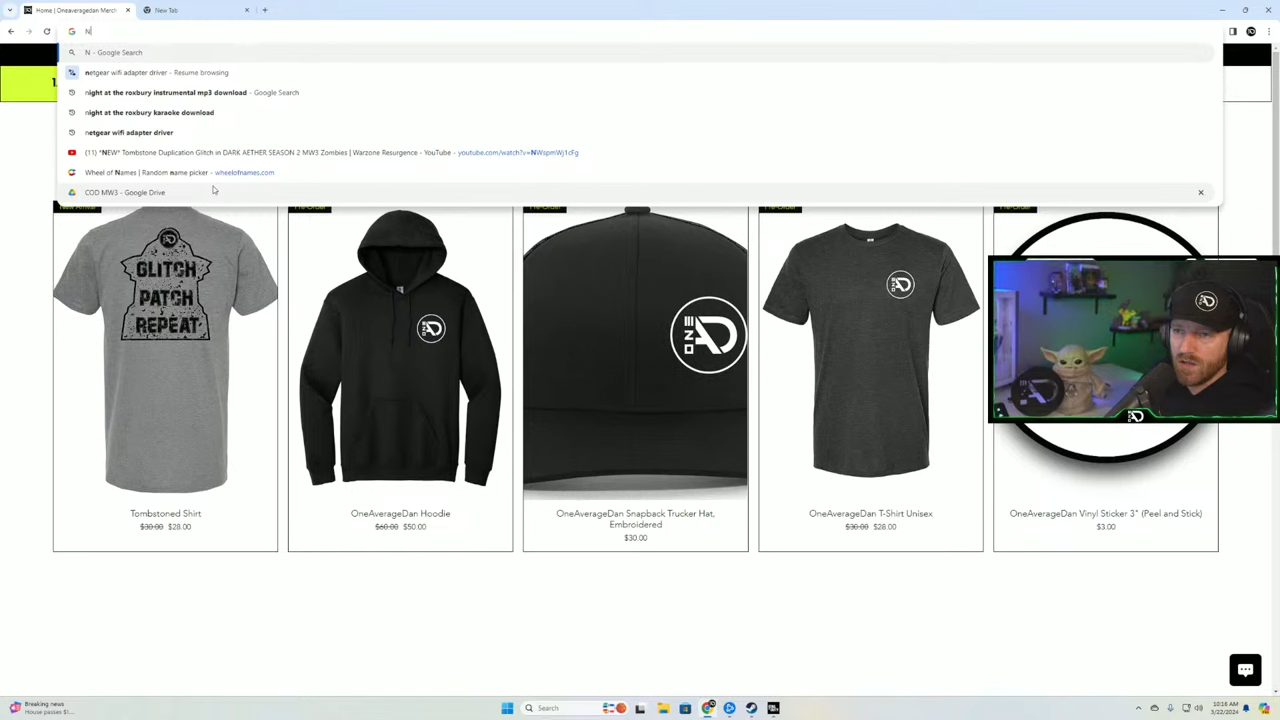 Home | Oneaveragedan Merch
New Tab
N
N - Google Search
netgear wifi adapter driver - Resume browsing
night at the roxbury instrumental mp3 download - Google Search
night at the roxbury karaoke download
netgear wifi adapter driver
(11) *NEW* Tombstone Duplication Glitch in DARK AETHER SEASON 2 MW3 Zombies | Warzone Resurgence - YouTube - youtube.com/watch?v=NWspmWj1cFg
Wheel of Names | Random name picker - wheelofnames.com
COD MW3 - Google Drive
New Arrival
Pre-Order
Pre-Order
Pre-Order
Pre-Order
GLITCH
PATCH
REPEAT
ONE
AD
Tombstoned Shirt
$30.00 $28.00
OneAverageDan Hoodie
$60.00 $50.00
OneAverageDan Snapback Trucker Hat,
Embroidered
$30.00
OneAverageDan T-Shirt Unisex
$30.00 $28.00
OneAverageDan Vinyl Sticker 3" (Peel and Stick)
$3.00
Breaking news
House passes $1...
Search
10:16 AM
3/22/2024